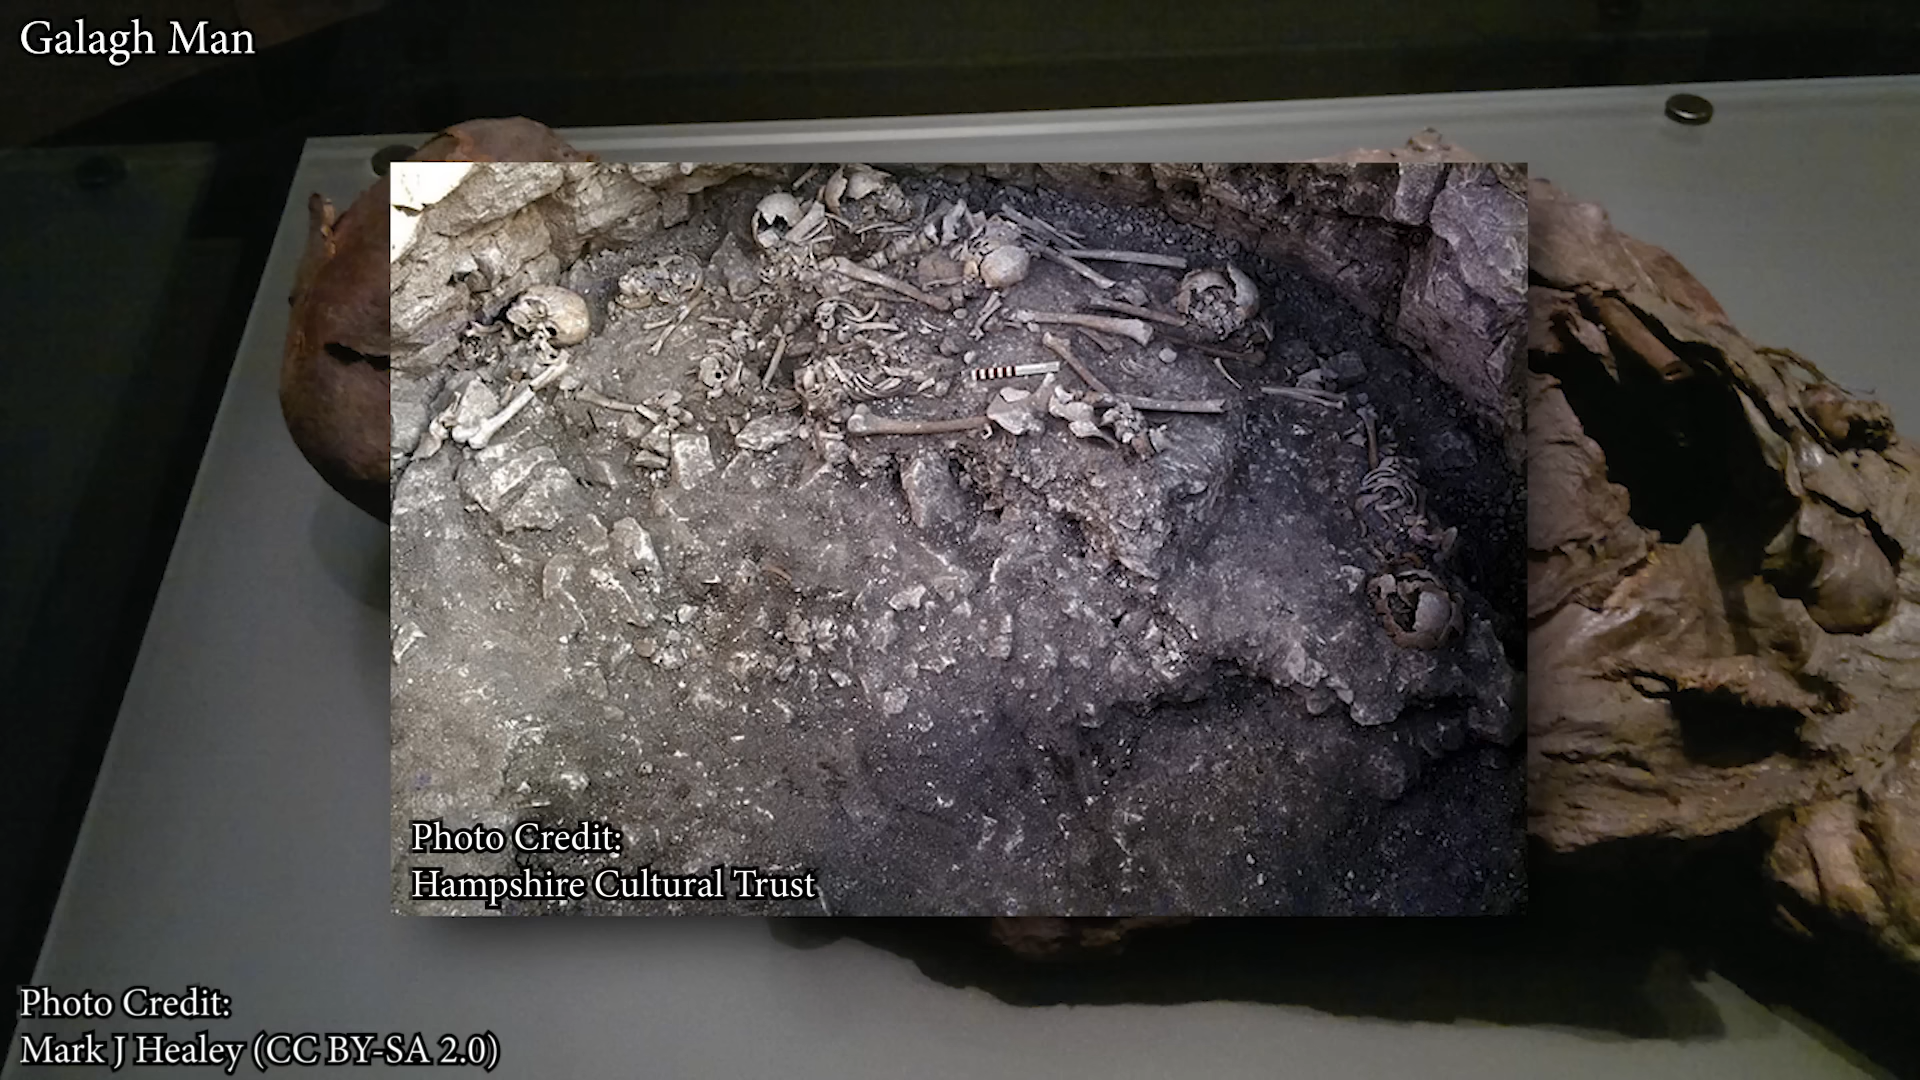 Galagh Man
Photo Credit:
Hampshire Cultural Trust
Photo Credit:
Mark J Healey (CC BY-SA 2.0)